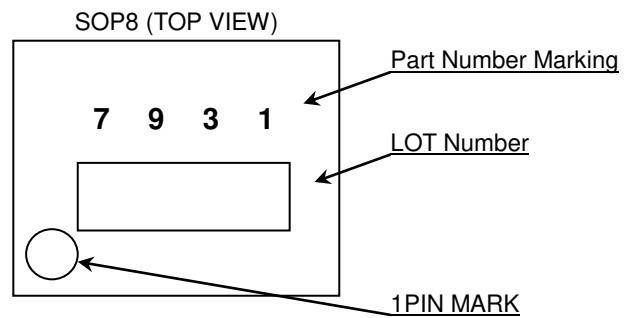 SOP8 (TOP VIEW)
Part Number Marking
7 9 3 1
LOT Number
1PIN MARK